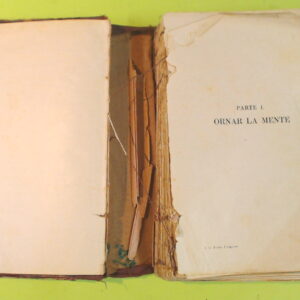 PARTE I.
ORNAR LA MENTE